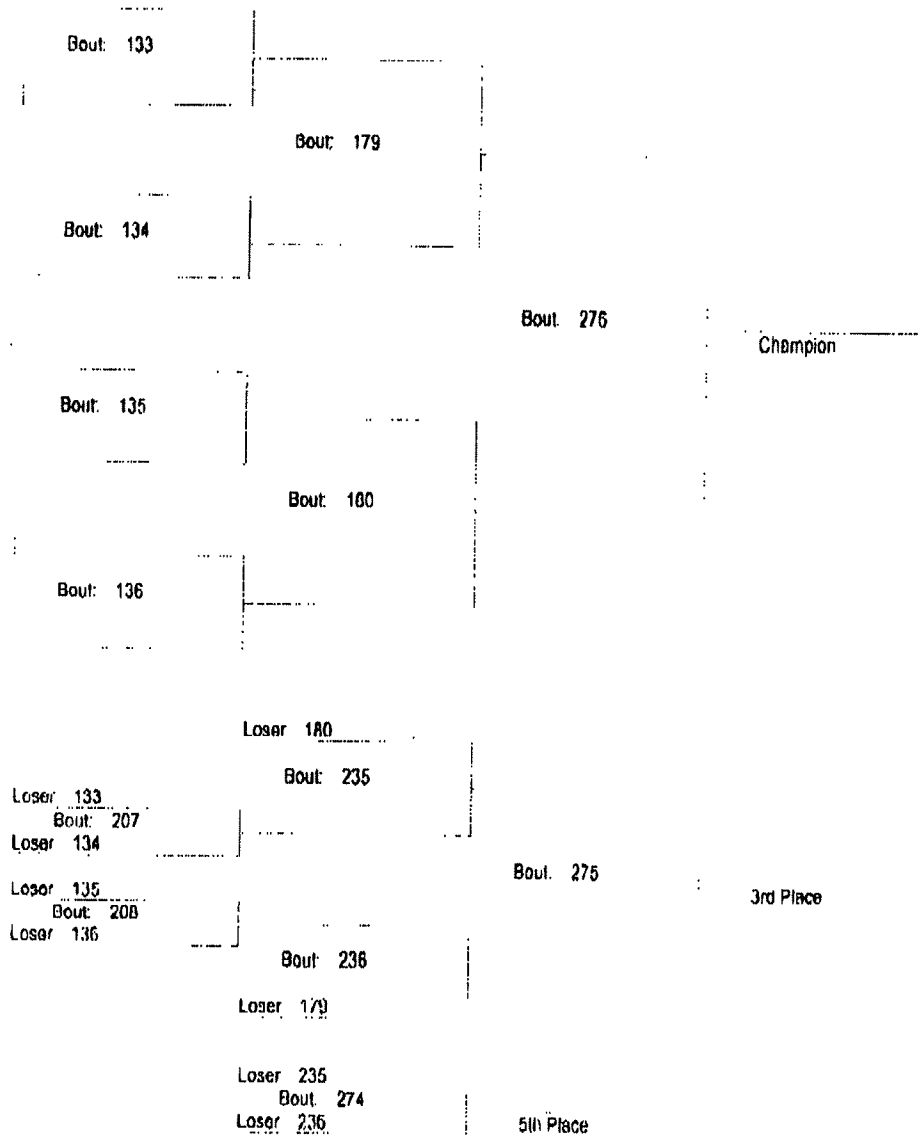 Bout: 133
Bout: 179
Bout: 134
Bout: 276
Champion
Bout: 135
Bout: 180
Bout: 136
Loser 180
Bout: 235
Loser 133
Bout: 207
Loser 134
Bout: 275
Loser 135
3rd Place
Bout: 208
Loser 136
Bout: 236
Loser 179
Loser 235
Bout: 274
Loser 236
5th Place